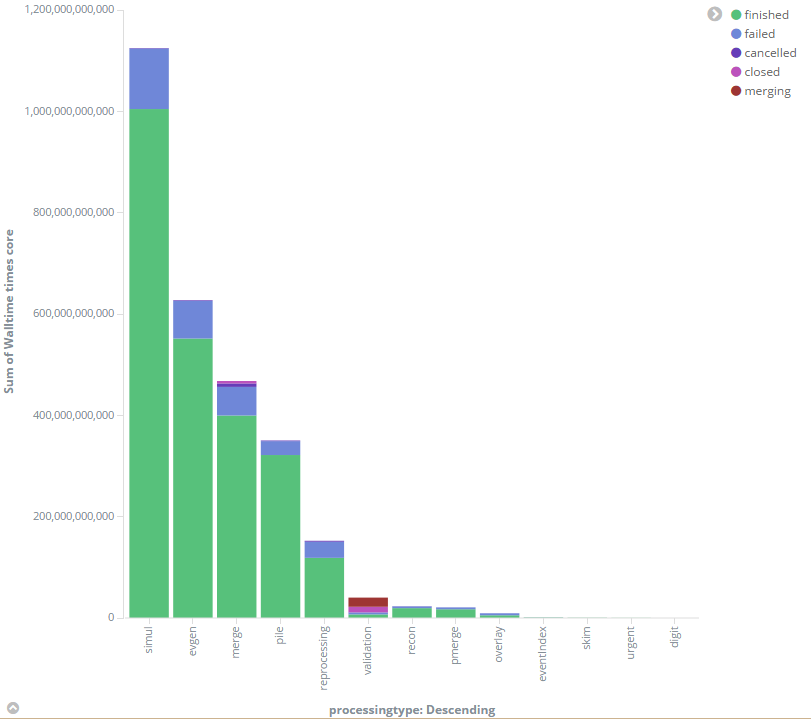 1,200,000,000,000
1,000,000,000,000
800,000,000,000
600,000,000,000
400,000,000,000
200,000,000,000
0
Sum of Walltime times core
finished
failed
cancelled
closed
merging
simul
evgen
merge
pile
reprocessing
validation
recon
pmerge
overlay
eventIndex
skim
urgent
digit
processingtype: Descending